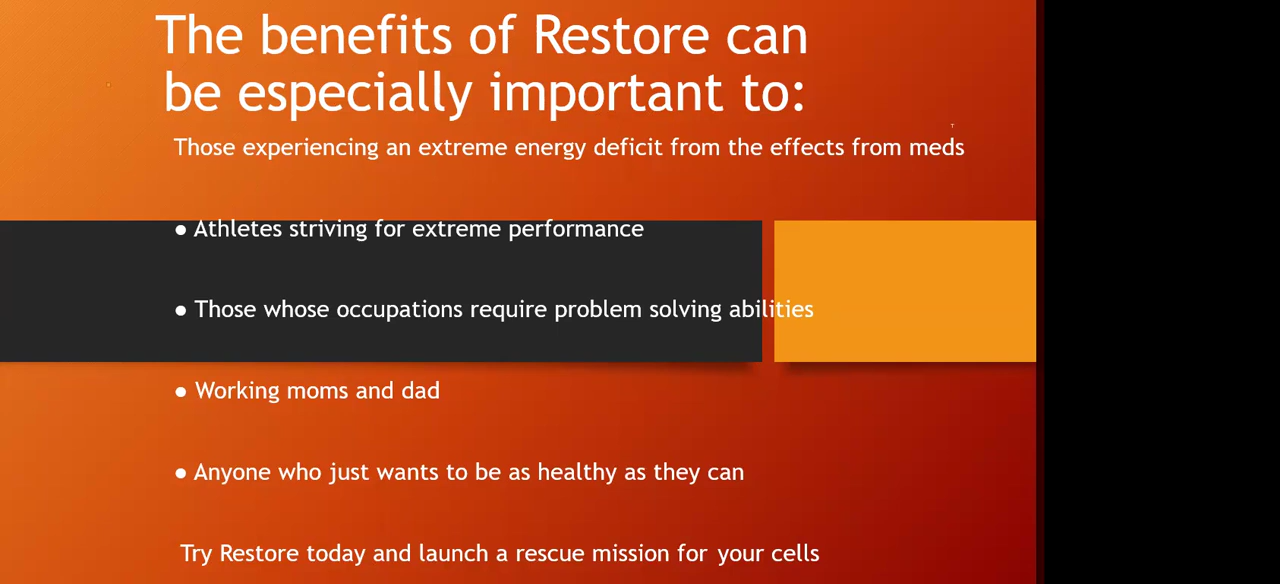 The benefits of Restore can
be especially important to:
T
Those experiencing an extreme energy deficit from the effects from meds
● Athletes striving for extreme performance
● Those whose occupations require problem solving abilities
● Working moms and dad
● Anyone who just wants to be as healthy as they can
Try Restore today and launch a rescue mission for your cells